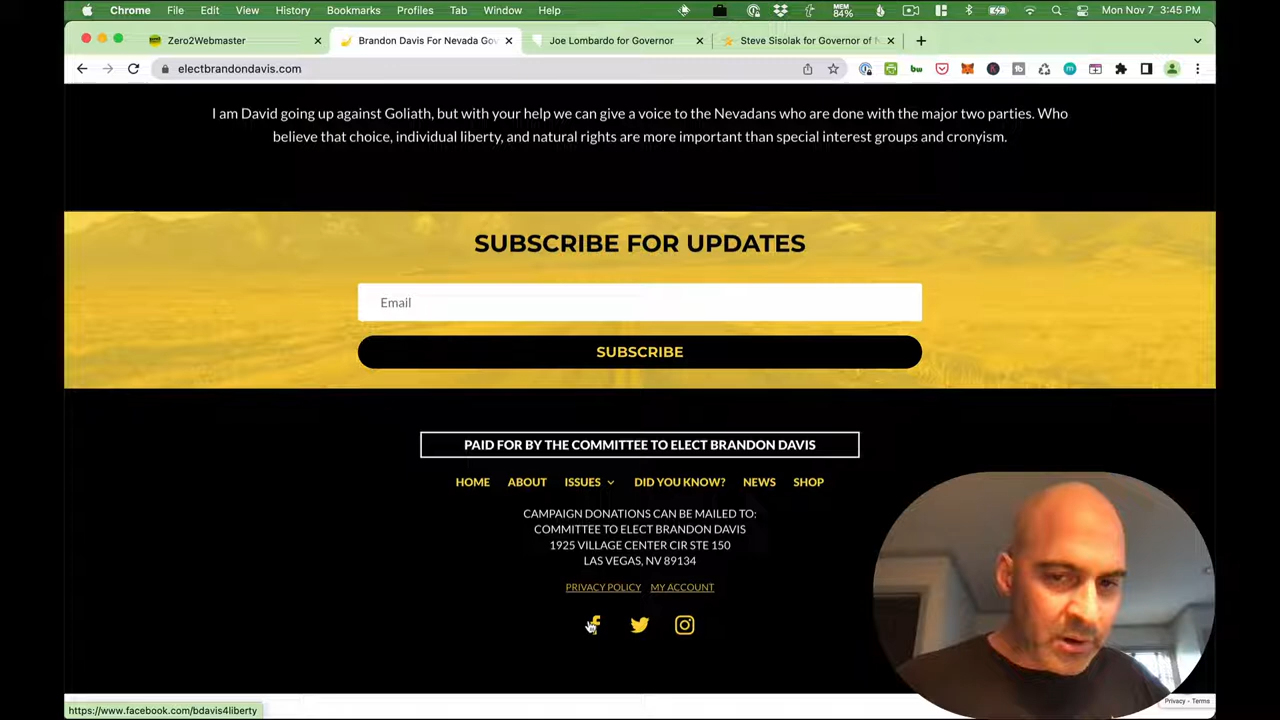 Chrome File Edit View History Bookmarks Profiles Tab Window Help MEM 84% Mon Nov 7 3:45 PM
Zero2Webmaster Brandon Davis For Nevada Gov Joe Lombardo for Governor Steve Sisolak for Governor of N
electbrandondavis.com
I am David going up against Goliath, but with your help we can give a voice to the Nevadans who are done with the major two parties. Who
believe that choice, individual liberty, and natural rights are more important than special interest groups and cronyism.
SUBSCRIBE FOR UPDATES
Email
SUBSCRIBE
PAID FOR BY THE COMMITTEE TO ELECT BRANDON DAVIS
HOME ABOUT ISSUES DID YOU KNOW? NEWS SHOP
CAMPAIGN DONATIONS CAN BE MAILED TO:
COMMITTEE TO ELECT BRANDON DAVIS
1925 VILLAGE CENTER CIR STE 150
LAS VEGAS, NV 89134
PRIVACY POLICY MY ACCOUNT
Privacy - Terms
https://www.facebook.com/bdavis4liberty